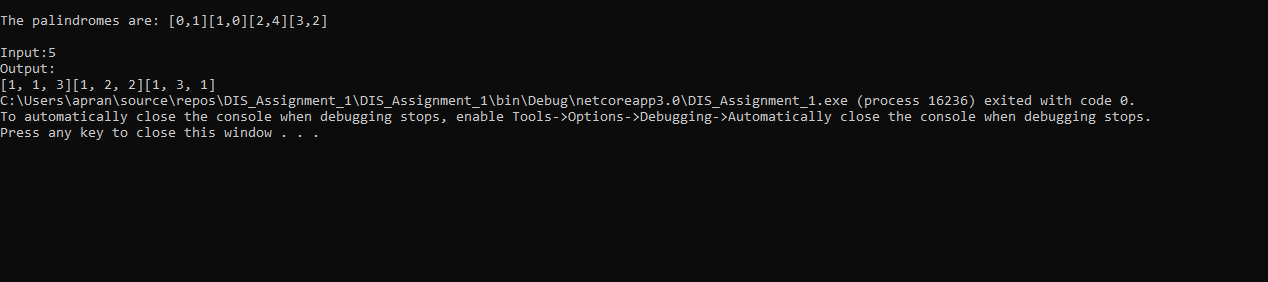 The palindromes are: [0,1][1,0][2,4][3,2]
Input:5
Output:
[1, 1, 3][1, 2, 2][1, 3, 1]
C:\Users\apran\source\repos\DIS_Assignment_1\DIS_Assignment_1\bin\Debug\netcoreapp3.0\DIS_Assignment_1.exe (process 16236) exited with code 0.
To automatically close the console when debugging stops, enable Tools->Options->Debugging->Automatically close the console when debugging stops.
Press any key to close this window . . .